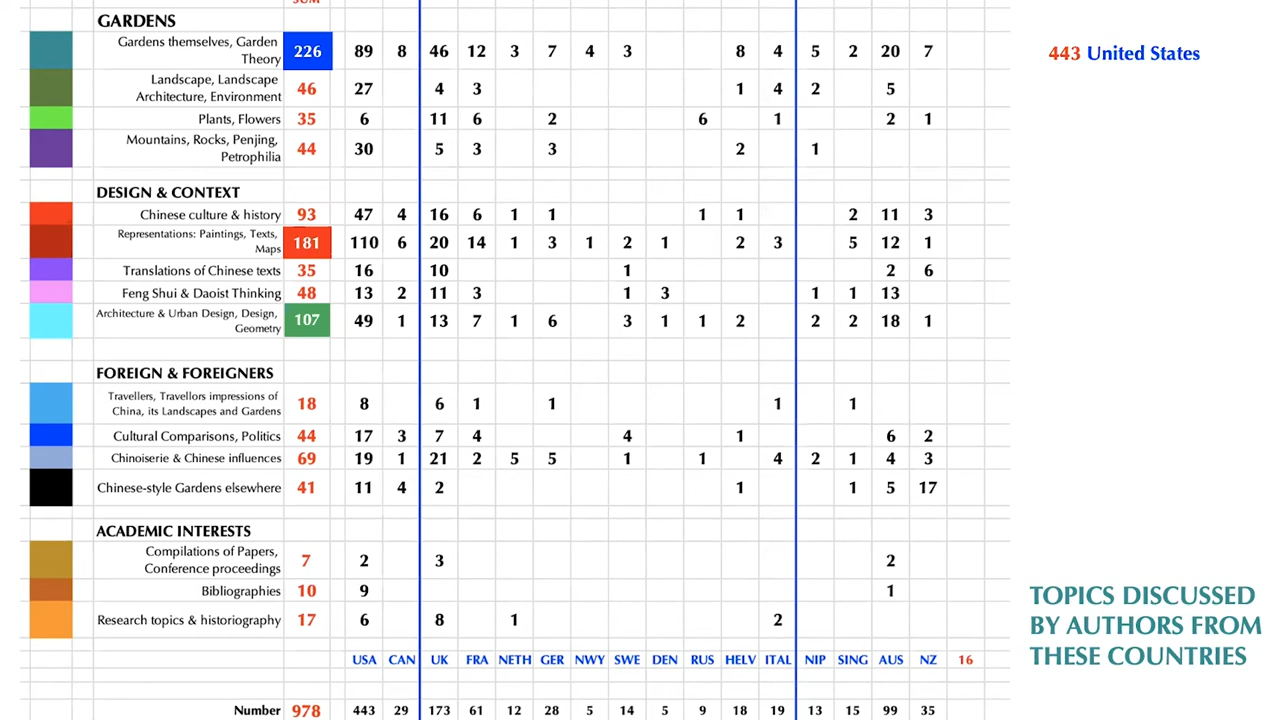 SUM
GARDENS
Gardens themselves, Garden
Theory 226 89 8 46 12 3 7 4 3 8 4 5 2 20 7
443 United States
Landscape, Landscape
Architecture, Environment 46 27 4 3 1 4 2 5
Plants, Flowers 35 6 11 6 2 6 1 2 1
Mountains, Rocks, Penjing,
Petrophilia 44 30 5 3 3 2 1
DESIGN & CONTEXT
Chinese culture & history 93 47 4 16 6 1 1 1 1 2 11 3
Representations: Paintings, Texts,
Maps 181 110 6 20 14 1 3 1 2 1 2 3 5 12 1
Translations of Chinese texts 35 16 10 1 2 6
Feng Shui & Daoist Thinking 48 13 2 11 3 1 3 1 1 13
Architecture & Urban Design, Design,
Geometry 107 49 1 13 7 1 6 3 1 1 2 2 2 18 1
FOREIGN & FOREIGNERS
Travellers, Travellors impressions of
China, its Landscapes and Gardens 18 8 6 1 1 1 1
Cultural Comparisons, Politics 44 17 3 7 4 4 1 6 2
Chinoiserie & Chinese influences 69 19 1 21 2 5 5 1 1 4 2 1 4 3
Chinese-style Gardens elsewhere 41 11 4 2 1 1 5 17
ACADEMIC INTERESTS
Compilations of Papers,
Conference proceedings 7 2 3 2
Bibliographies 10 9 1
Research topics & historiography 17 6 8 1 2
USA CAN UK FRA NETH GER NWY SWE DEN RUS HELV ITAL NIP SING AUS NZ 16
Number 978 443 29 173 61 12 28 5 14 5 9 18 19 13 15 99 35
TOPICS DISCUSSED
BY AUTHORS FROM
THESE COUNTRIES